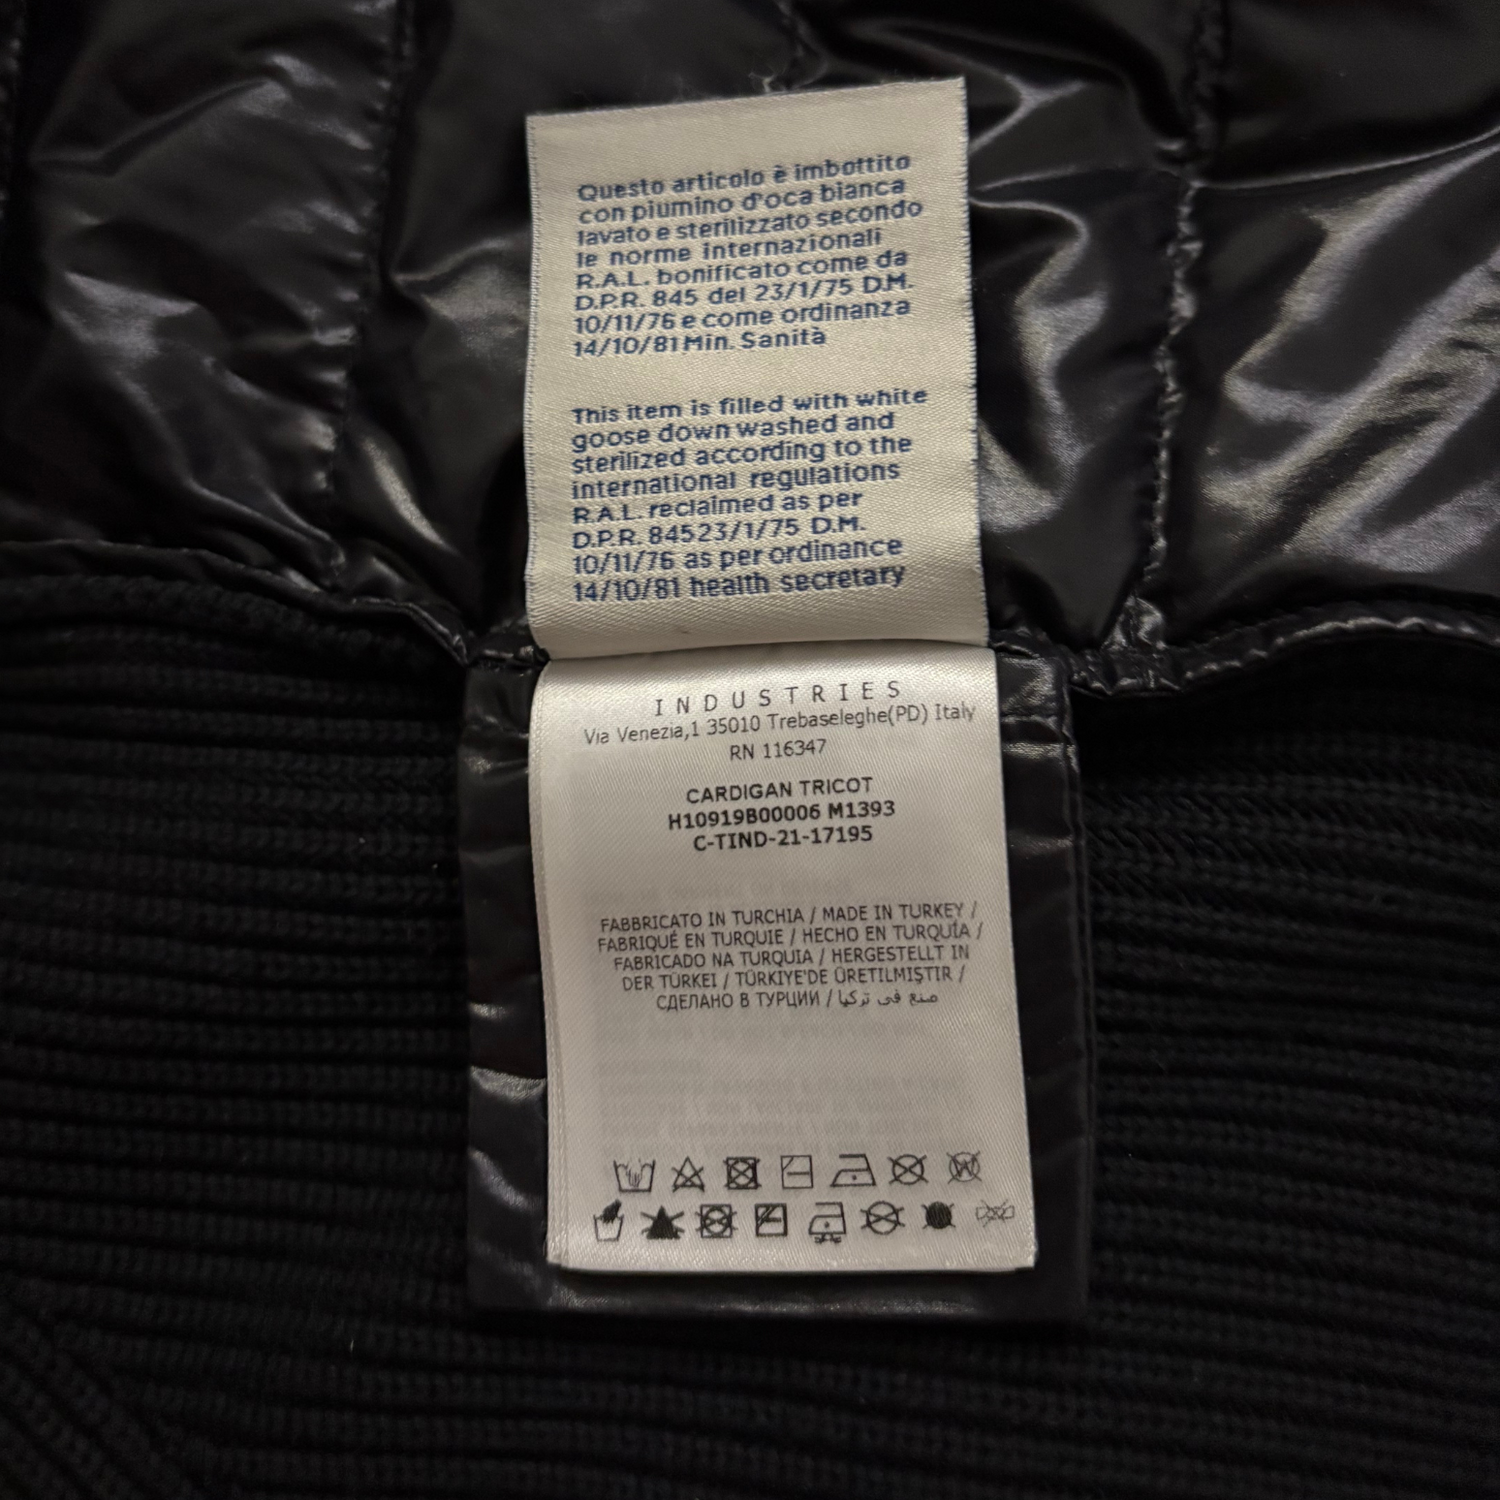 Questo articolo è imbottito
con piumino d'oca bianca
lavato e sterilizzato secondo
le norme internazionali
R.A.L. bonificato come da
D.P.R. 845 del 23/1/75 D.M.
10/11/76 e come ordinanza
14/10/81 Min. Sanità
This item is filled with white
goose down washed and
sterilized according to the
international regulations
R.A.L. reclaimed as per
D.P.R. 84523/1/75 D.M.
10/11/76 as per ordinance
14/10/81 health secretary
INDUSTRIES
Via Venezia,1 35010 Trebaseleghe(PD) Italy
RN 116347
CARDIGAN TRICOT
H10919B00006 M1393
C-TIND-21-17195
FABBRICATO IN TURCHIA / MADE IN TURKEY /
FABRIQUÉ EN TURQUIE / HECHO EN TURQUÍA /
FABRICADO NA TURQUIA / HERGESTELLT IN
DER TÜRKEI / TÜRKIYE'DE ÜRETILMIŞTIR /
СДЕЛАНО В ТУРЦИИ / صنع في تركيا